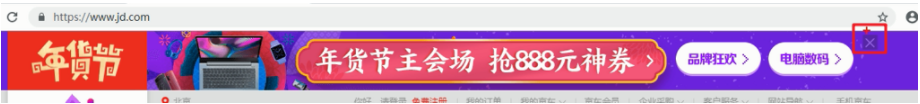 https://www.jd.com
年货节
年货节主会场 抢888元神券 >
品牌狂欢 >
电脑数码 >
北京
你好，请登录 免费注册 我的订单 我的京东 京东会员 企业采购 客户服务 网站导航 手机京东